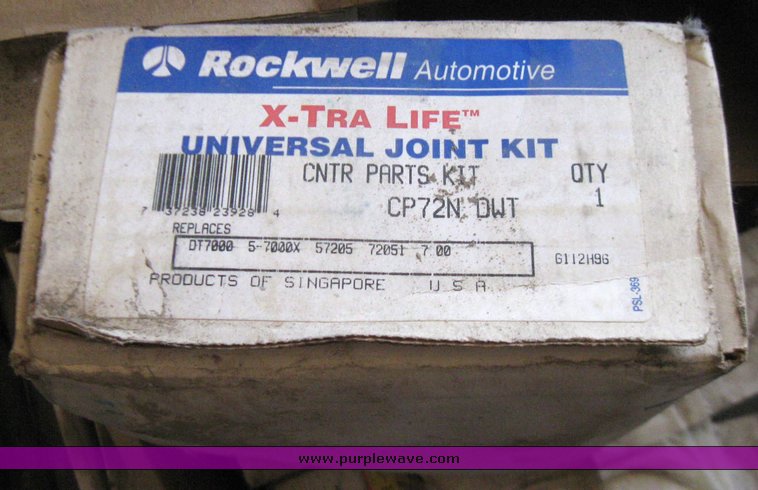 Rockwell Automotive
X-TRA LIFE™
UNIVERSAL JOINT KIT
CNTR PARTS KIT QTY
CP72N DWT 1
7 37238 23928 4
REPLACES
DT7000 5-7000X 57205 72051 7 00
G112H96
PRODUCTS OF SINGAPORE U S A
PSL-369
www.purplewave.com